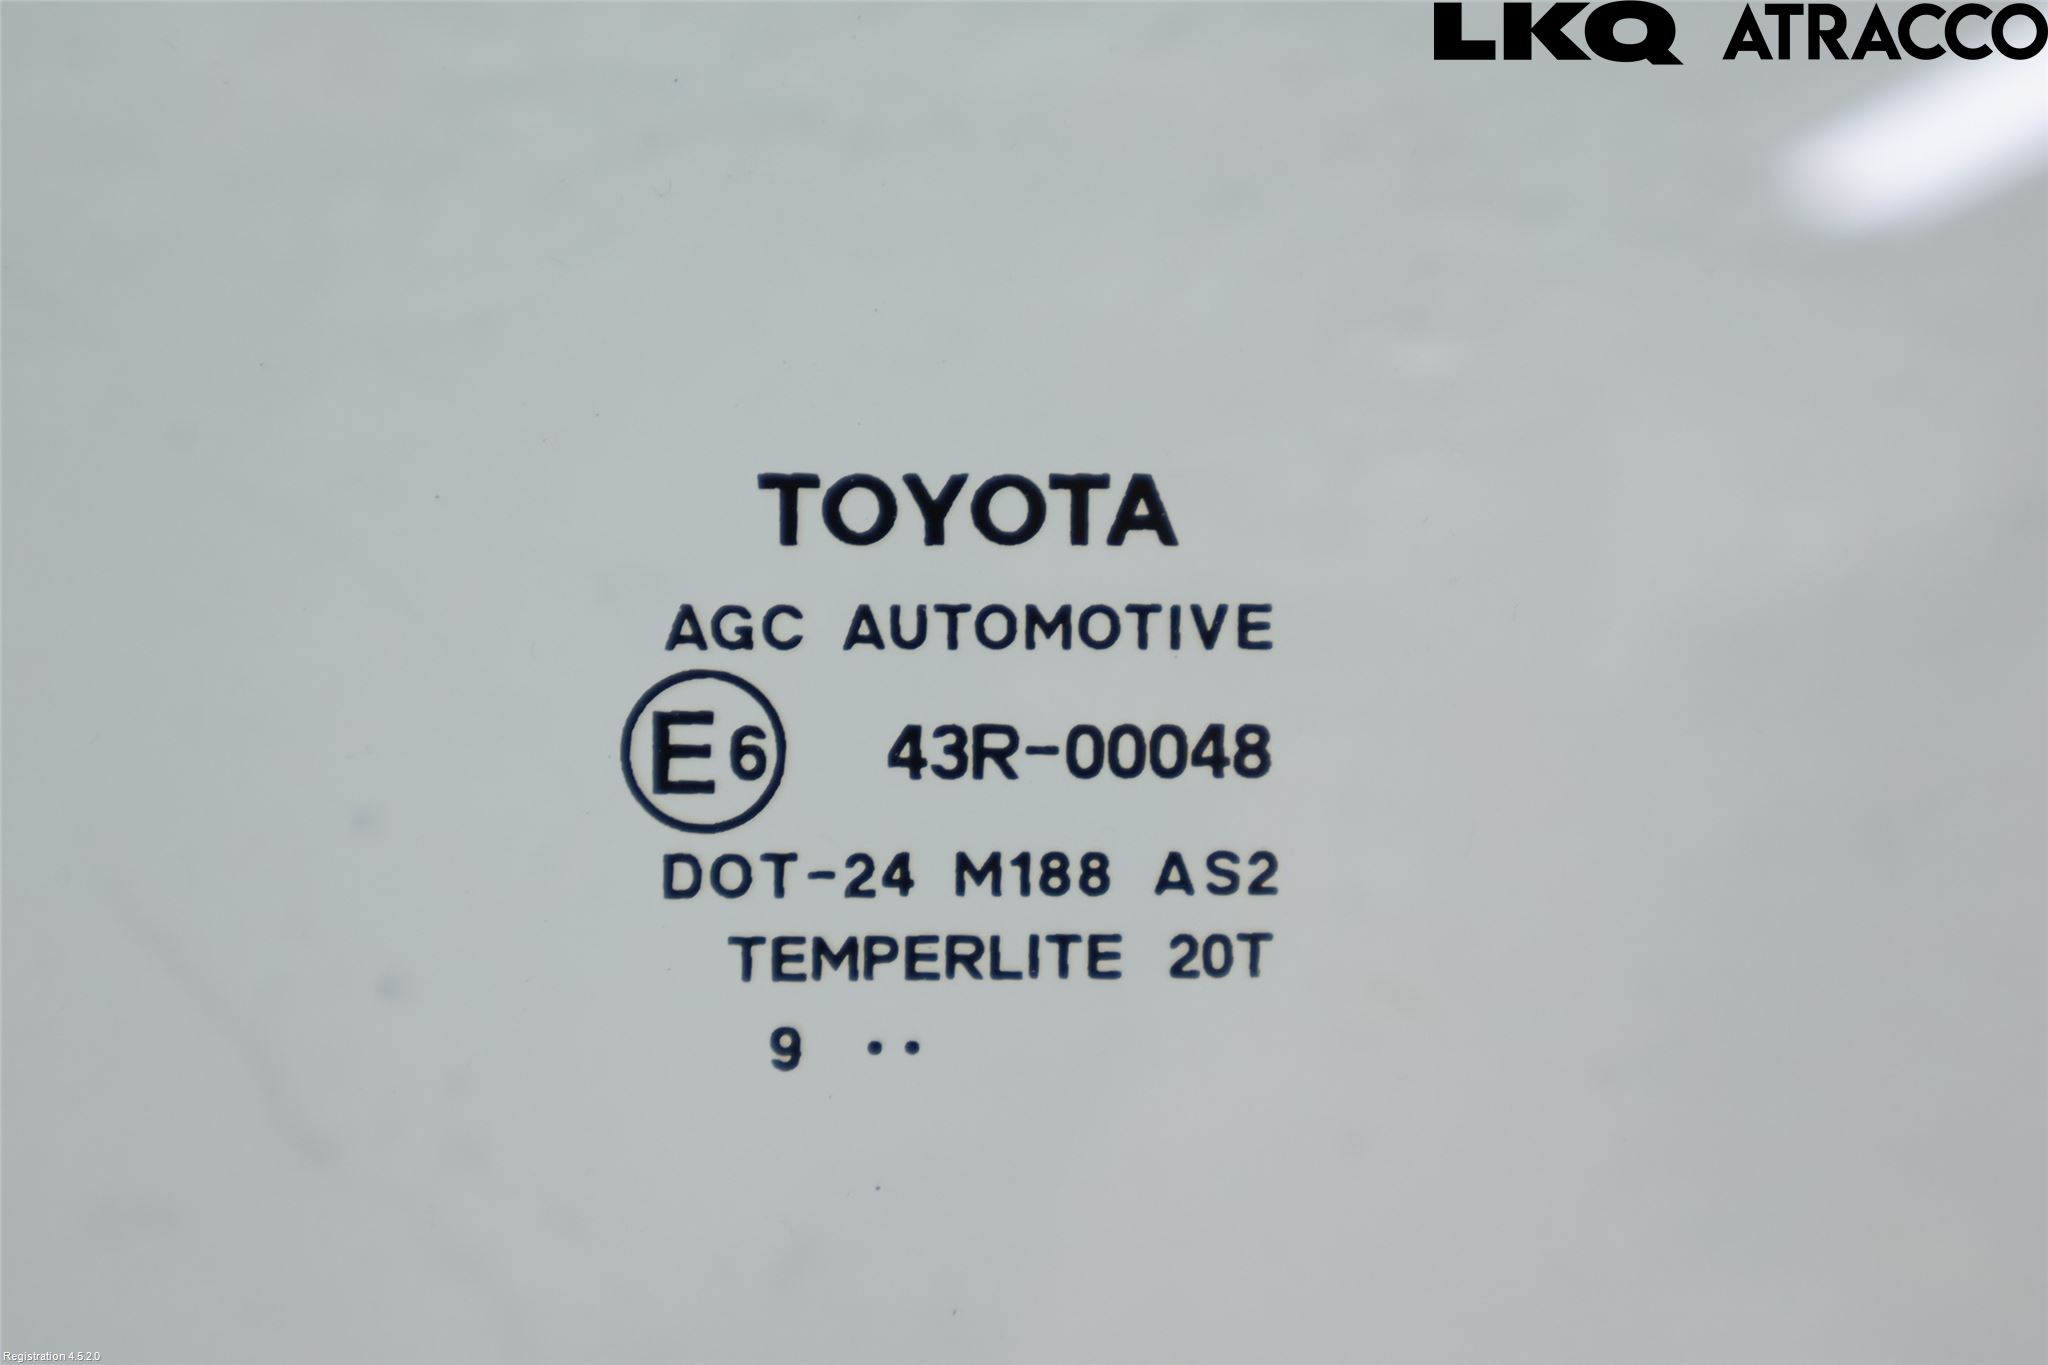 LKQ ATRACCO
TOYOTA
AGC AUTOMOTIVE
E6 43R-00048
DOT-24 M188 AS2
TEMPERLITE 20T
9 ··
Registration 4.5.2.0